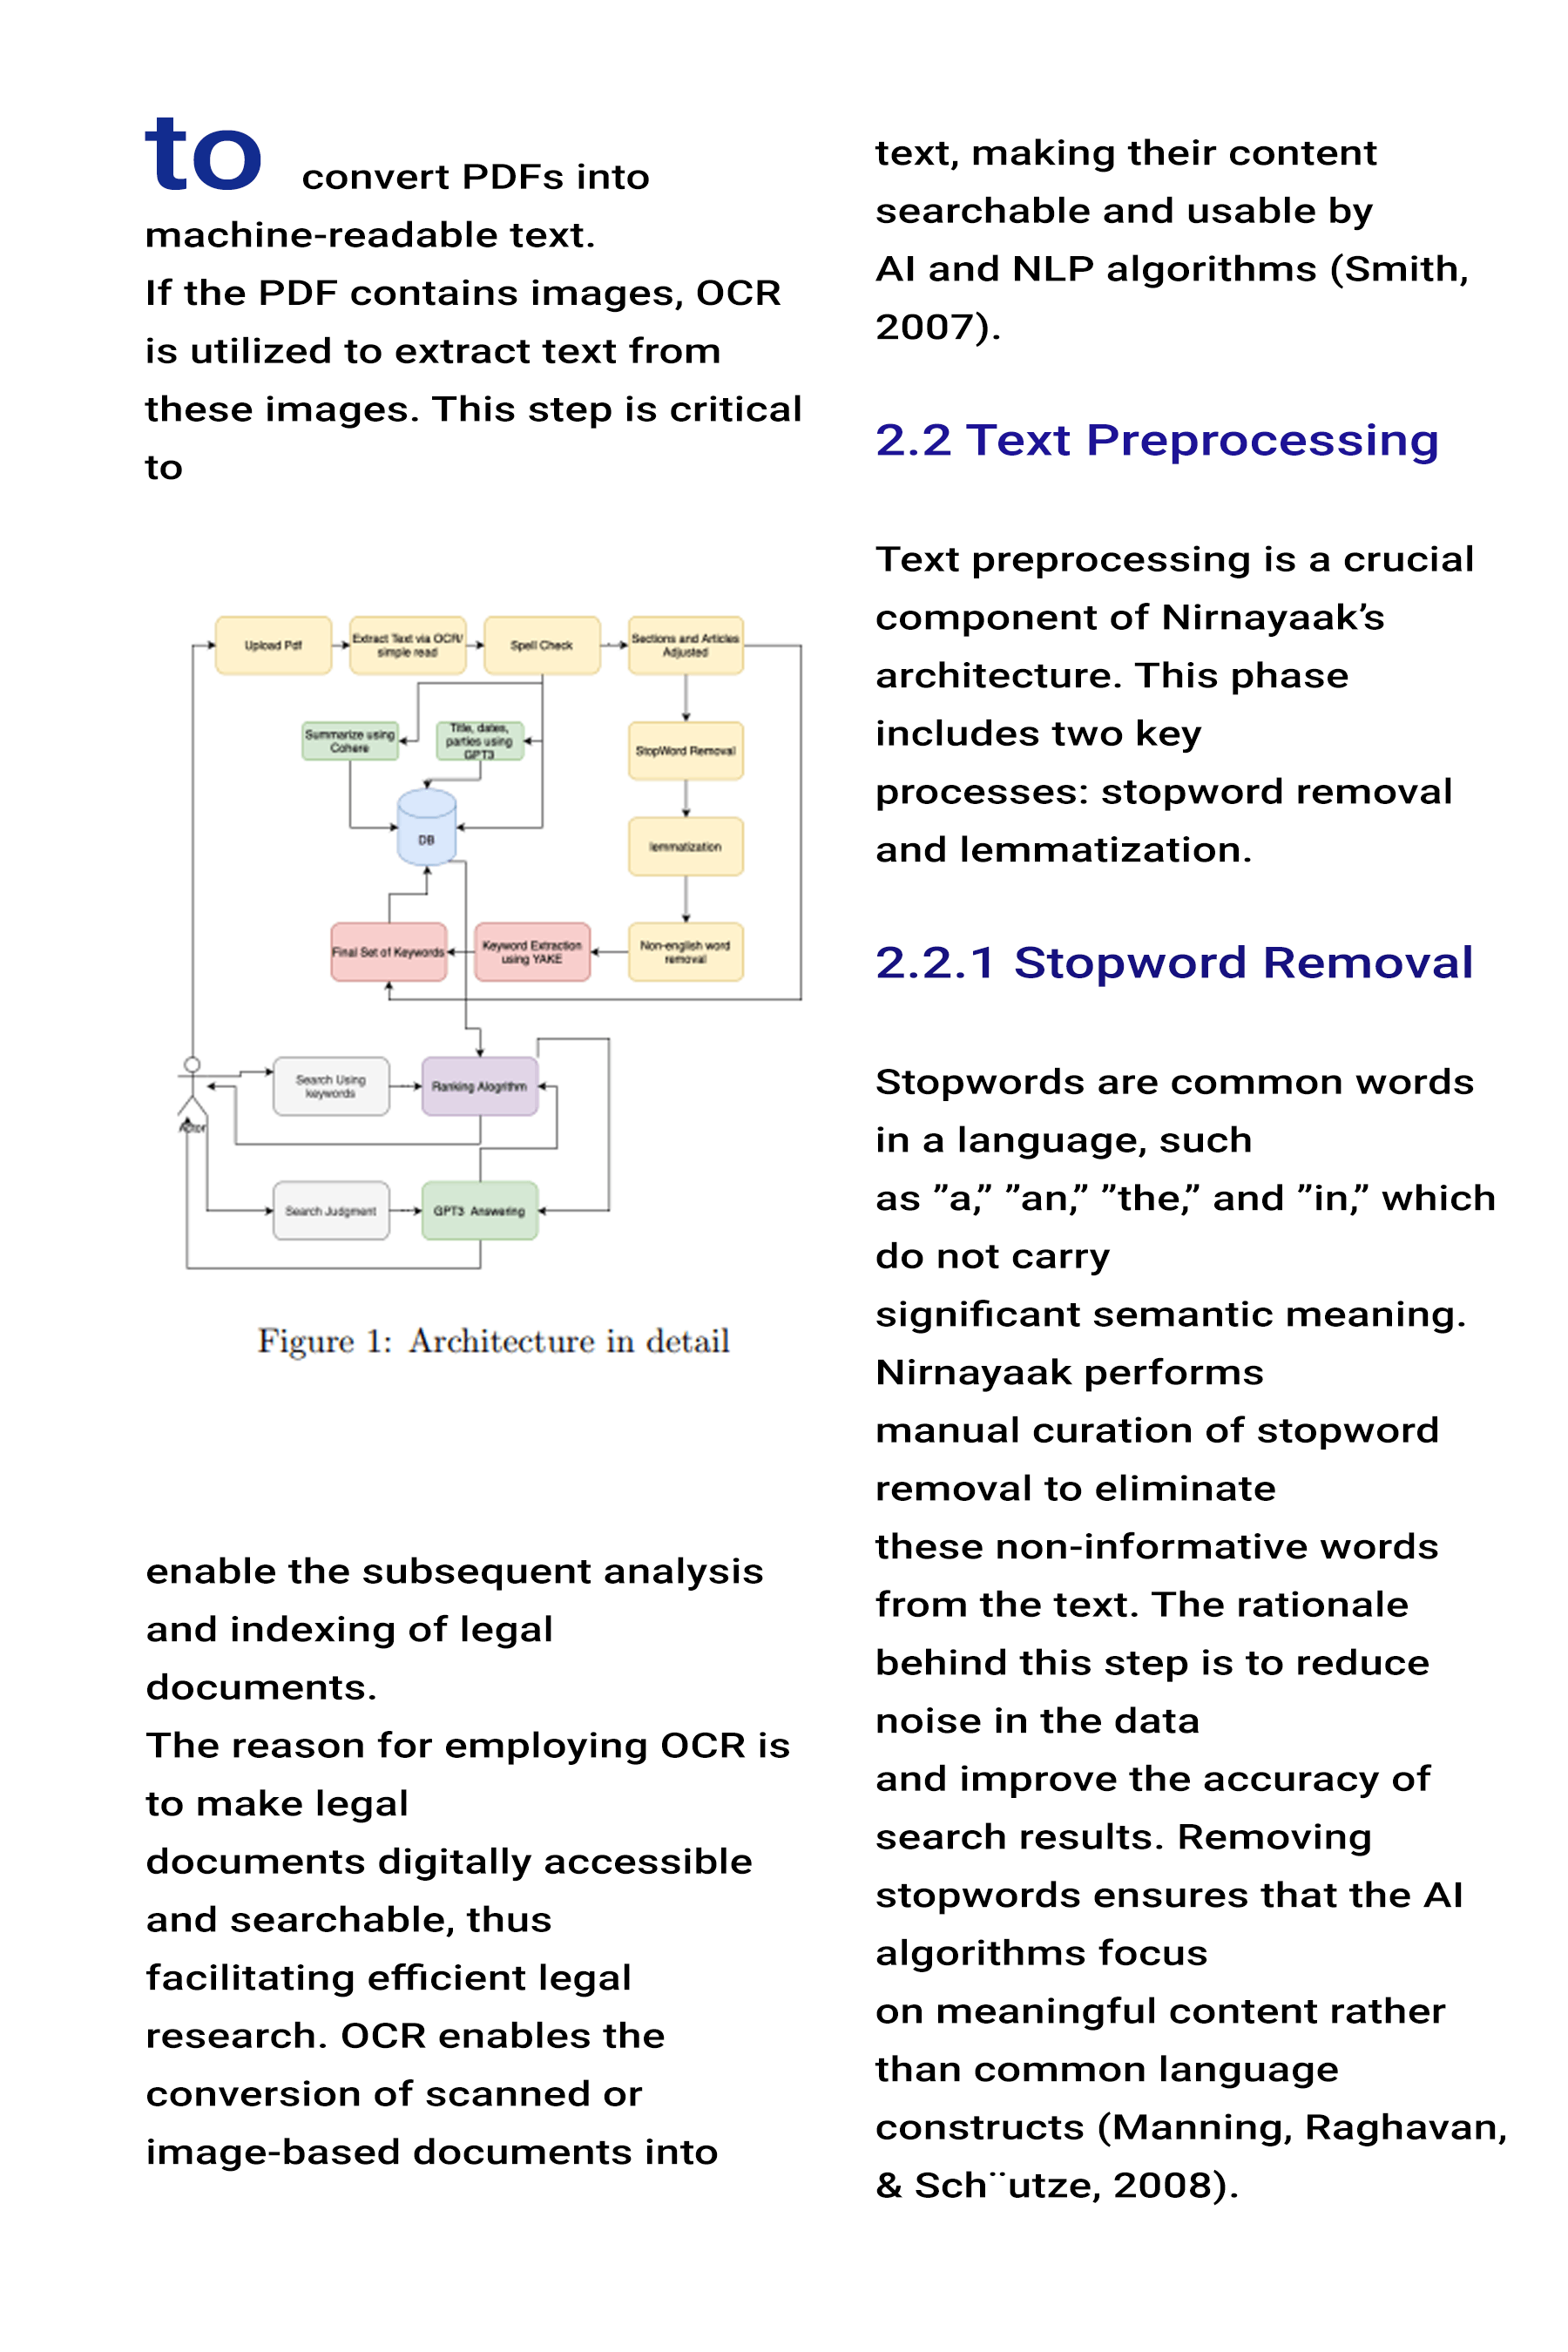 to convert PDFs into
machine-readable text.
If the PDF contains images, OCR
is utilized to extract text from
these images. This step is critical
to
Upload Pdf
Extract Text via OCR/
simple read
Spell Check
Sections and Articles
Adjusted
Summarize using
Cohere
Title, dates,
parties using
GPT3
StopWord Removal
DB
lemmatization
Final Set of Keywords
Keyword Extraction
using YAKE
Non-english word
removal
Search Using
keywords
Ranking Alogrithm
Actor
Search Judgment
GPT3 Answering
Figure 1: Architecture in detail
enable the subsequent analysis
and indexing of legal
documents.
The reason for employing OCR is
to make legal
documents digitally accessible
and searchable, thus
facilitating efficient legal
research. OCR enables the
conversion of scanned or
image-based documents into
text, making their content
searchable and usable by
AI and NLP algorithms (Smith,
2007).
2.2 Text Preprocessing
Text preprocessing is a crucial
component of Nirnayaak’s
architecture. This phase
includes two key
processes: stopword removal
and lemmatization.
2.2.1 Stopword Removal
Stopwords are common words
in a language, such
as ”a,” ”an,” ”the,” and ”in,” which
do not carry
significant semantic meaning.
Nirnayaak performs
manual curation of stopword
removal to eliminate
these non-informative words
from the text. The rationale
behind this step is to reduce
noise in the data
and improve the accuracy of
search results. Removing
stopwords ensures that the AI
algorithms focus
on meaningful content rather
than common language
constructs (Manning, Raghavan,
& Sch¨utze, 2008).